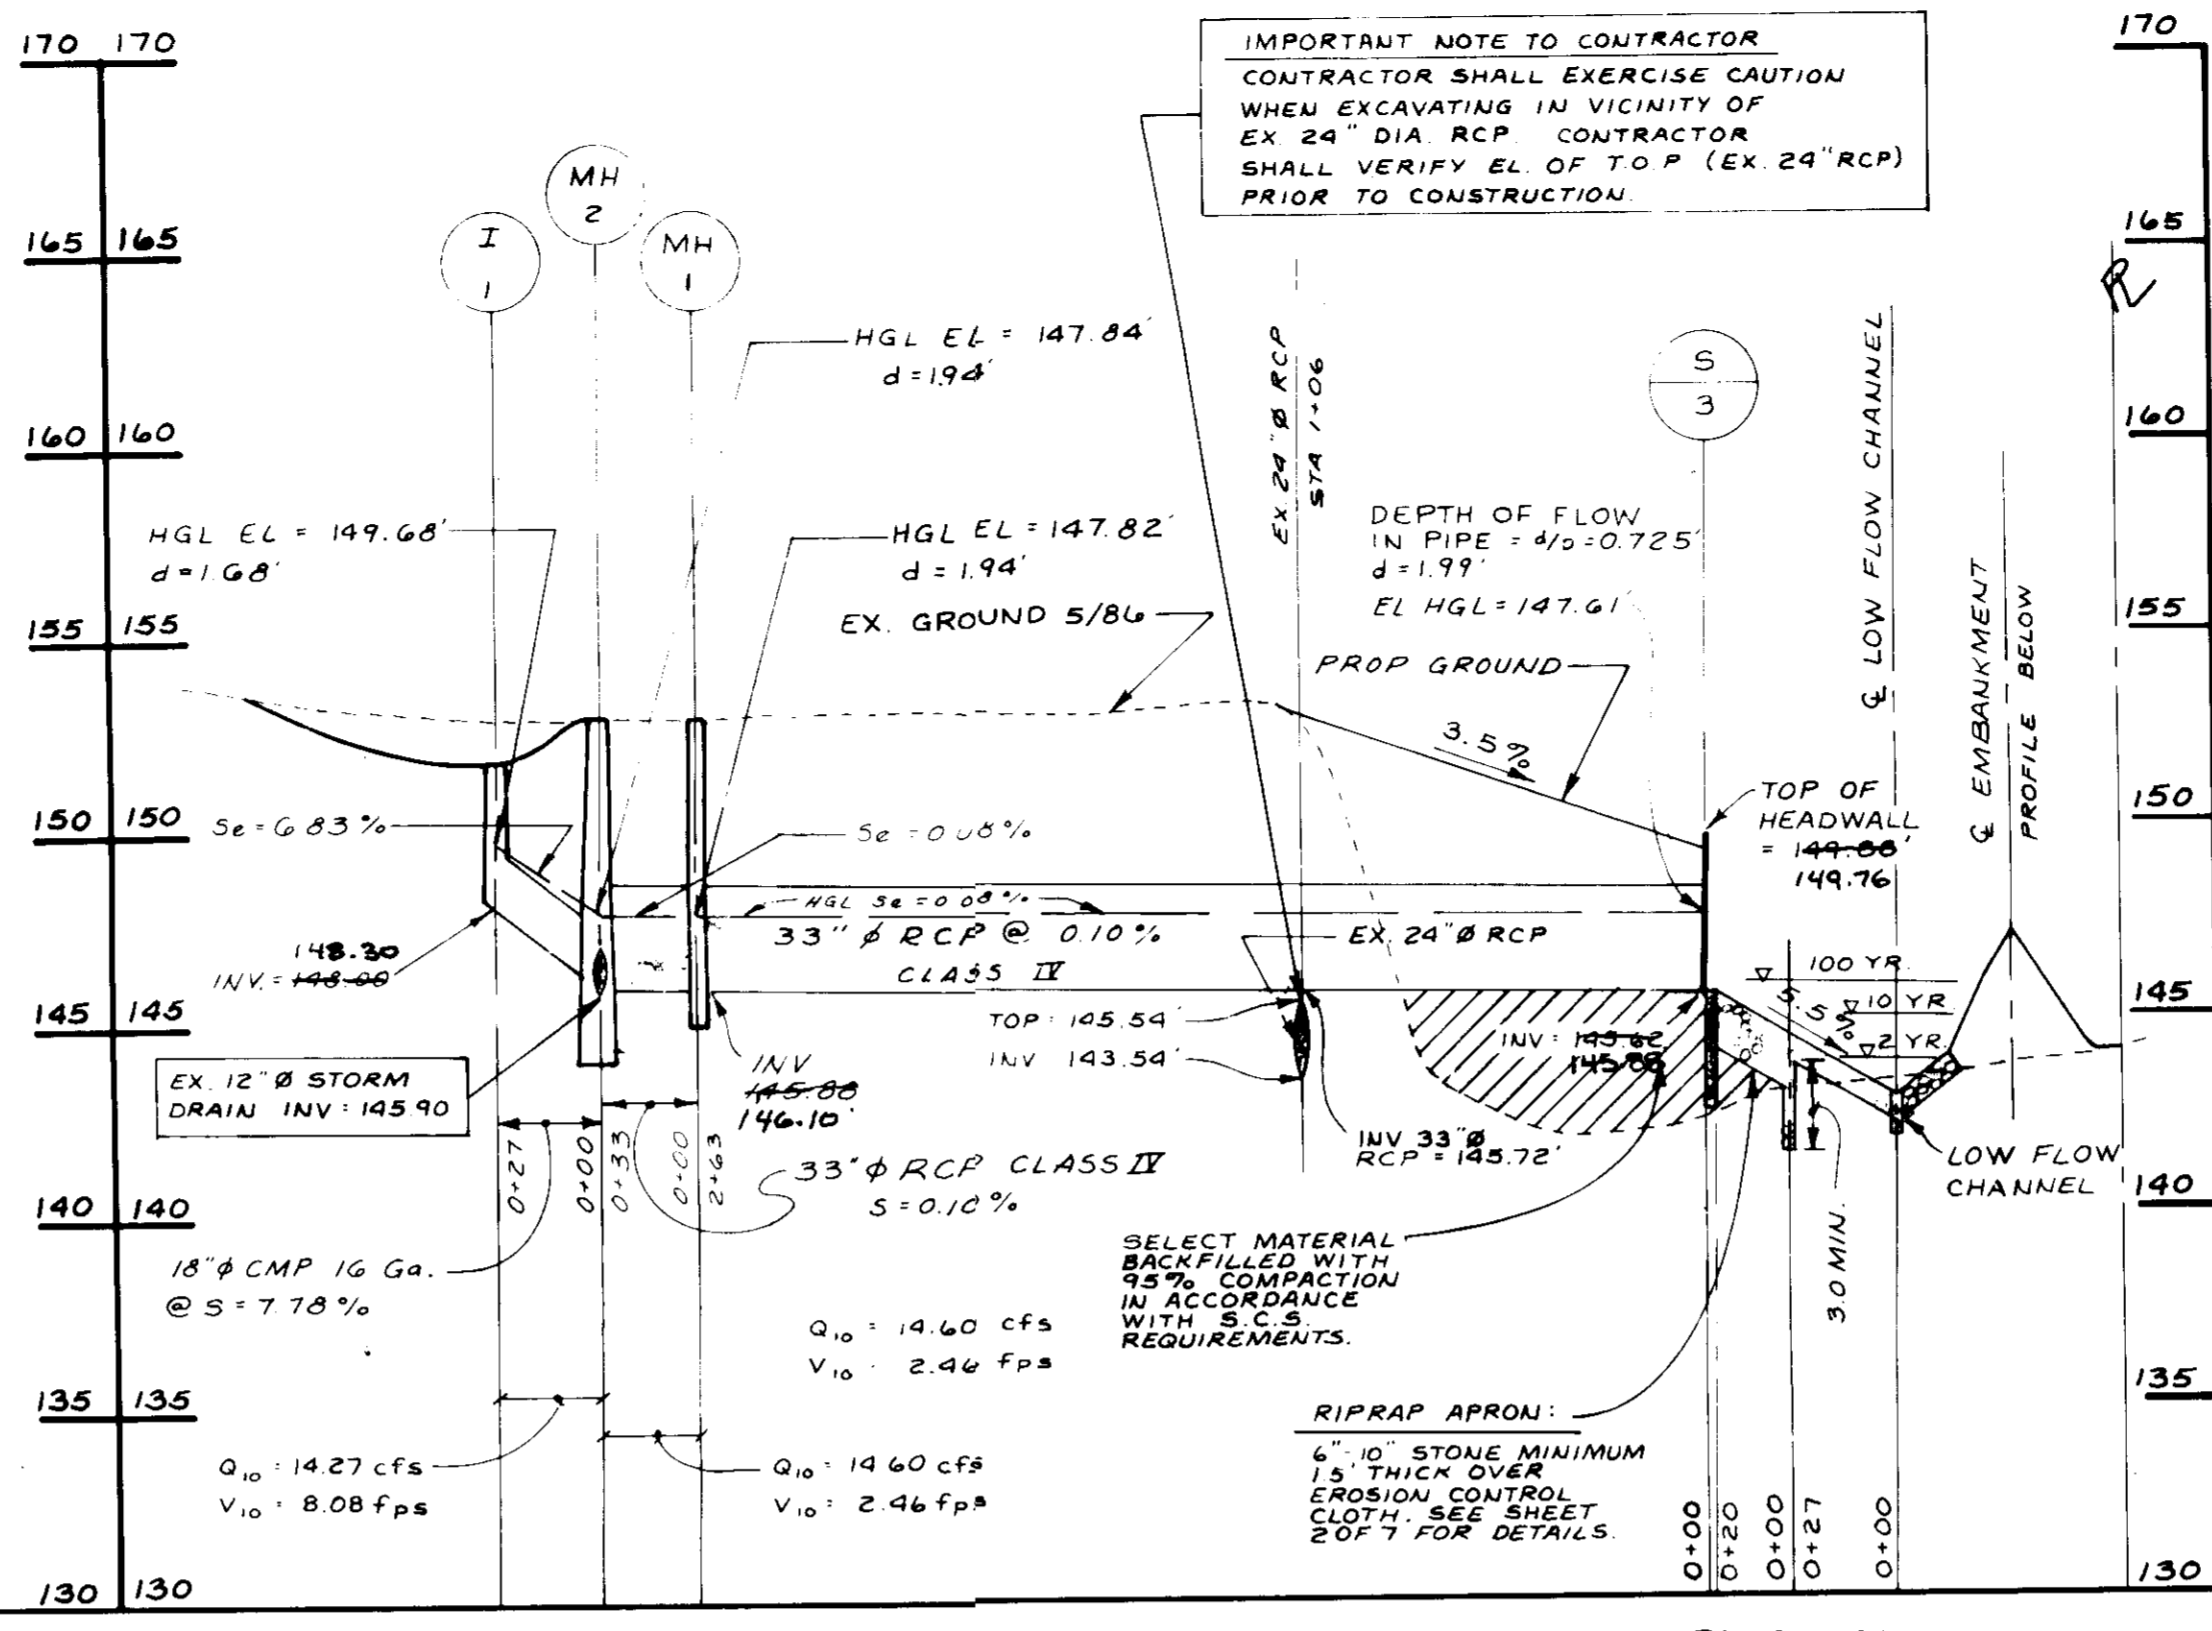 170 170
165 165
160 160
155 155
150 150
145 145
140 140
135 135
130 130
IMPORTANT NOTE TO CONTRACTOR
CONTRACTOR SHALL EXERCISE CAUTION
WHEN EXCAVATING IN VICINITY OF
EX. 24" DIA. RCP. CONTRACTOR
SHALL VERIFY EL. OF T.O.P (EX. 24" RCP)
PRIOR TO CONSTRUCTION.
I
1
MH
2
MH
1
HGL EL = 147.84'
d = 1.94'
HGL EL = 149.68'
d = 1.68'
HGL EL = 147.82'
d = 1.94'
EX. GROUND 5/86
EX. 24" Ø RCP
STA 1+06
S
3
DEPTH OF FLOW
IN PIPE = d/D = 0.725'
d = 1.99'
EL HGL = 147.61'
PROP GROUND
3.5%
℄ LOW FLOW CHANNEL
℄ EMBANKMENT
PROFILE BELOW
R
TOP OF
HEADWALL
= 149.88'
149.76
Se = 6.83%
Se = 0.08%
HGL Se = 0.08%
33" Ø RCP @ 0.10%
CLASS IV
EX. 24" Ø RCP
148.30
INV. = 148.00
TOP = 145.54'
INV 143.54'
INV = 145.62
145.88
100 YR.
10 YR
2 YR.
5.5%
EX. 12" Ø STORM
DRAIN INV = 145.90
INV
145.88
146.10'
INV 33" Ø
RCP = 145.72'
LOW FLOW
CHANNEL
3.0 MIN.
0+27
0+00
0+33
0+00
2+63
33" Ø RCP CLASS IV
S = 0.10%
18" Ø CMP 16 Ga.
@ S = 7.78%
SELECT MATERIAL
BACKFILLED WITH
95% COMPACTION
IN ACCORDANCE
WITH S.C.S.
REQUIREMENTS.
Q10 = 14.60 cfs
V10 = 2.46 fps
Q10 = 14.27 cfs
V10 = 8.08 fps
Q10 = 14.60 cfs
V10 = 2.46 fps
RIPRAP APRON:
6"-10" STONE MINIMUM
1.5' THICK OVER
EROSION CONTROL
CLOTH. SEE SHEET
2 OF 7 FOR DETAILS.
0+00
0+20
0+00
0+27
0+00
170
165
160
155
150
145
140
135
130